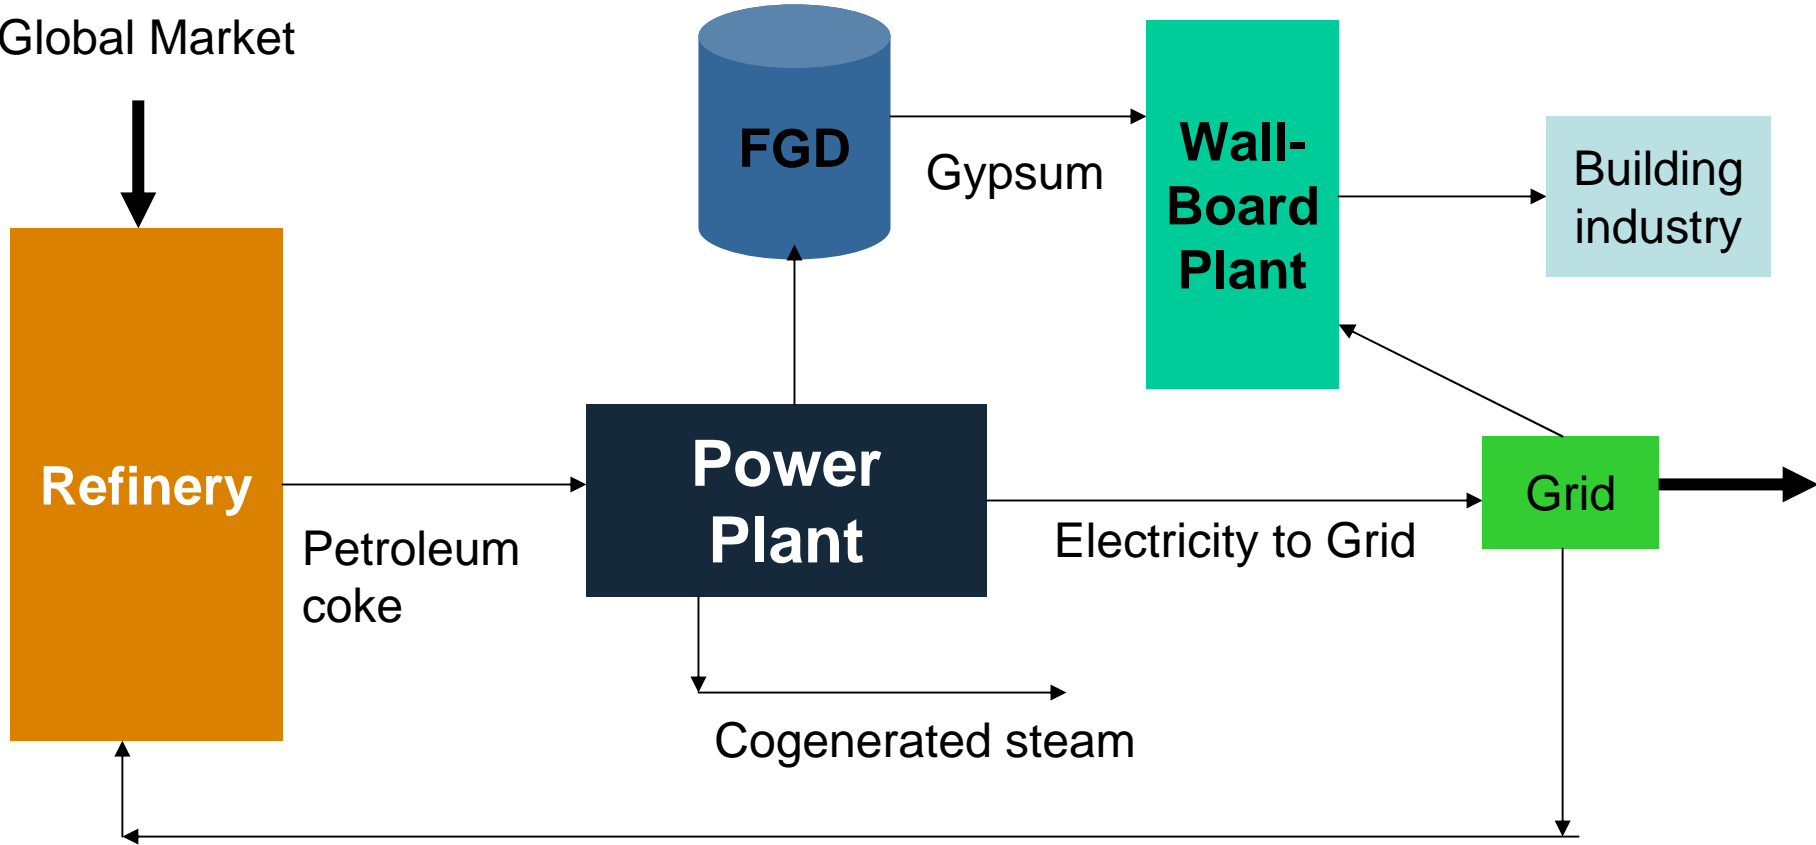 Global Market
FGD
Gypsum
Wall-
Board
Plant
Building
industry
Refinery
Petroleum
coke
Power
Plant
Electricity to Grid
Grid
Cogenerated steam